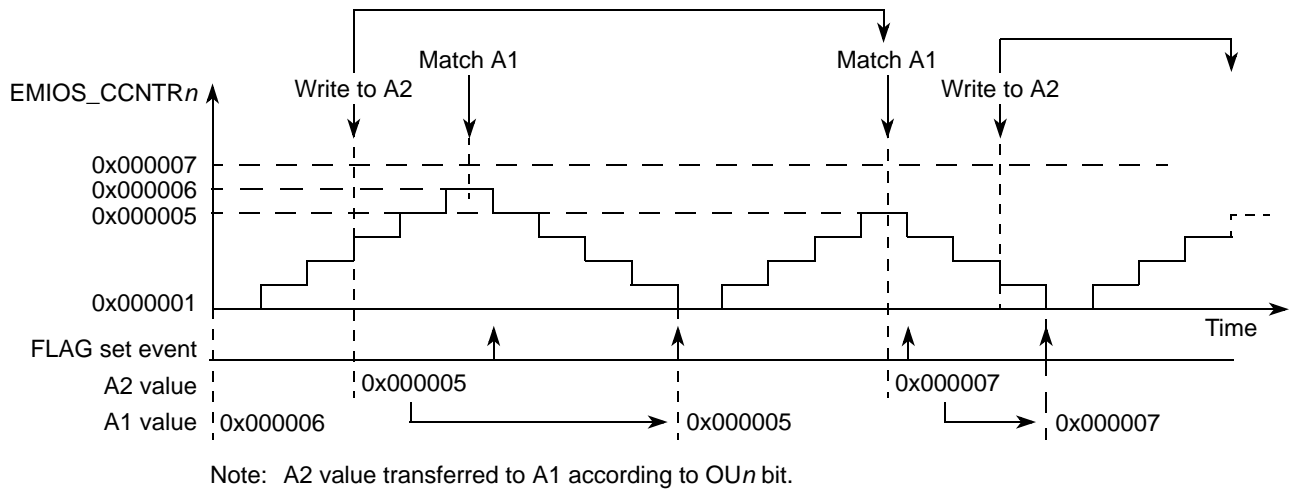 Match A1
Match A1
EMIOS_CCNTRn
Write to A2
Write to A2
0x000007
0x000006
0x000005
0x000001
Time
FLAG set event
A2 value
0x000005
0x000007
A1 value
0x000006
0x000005
0x000007
Note: A2 value transferred to A1 according to OUn bit.